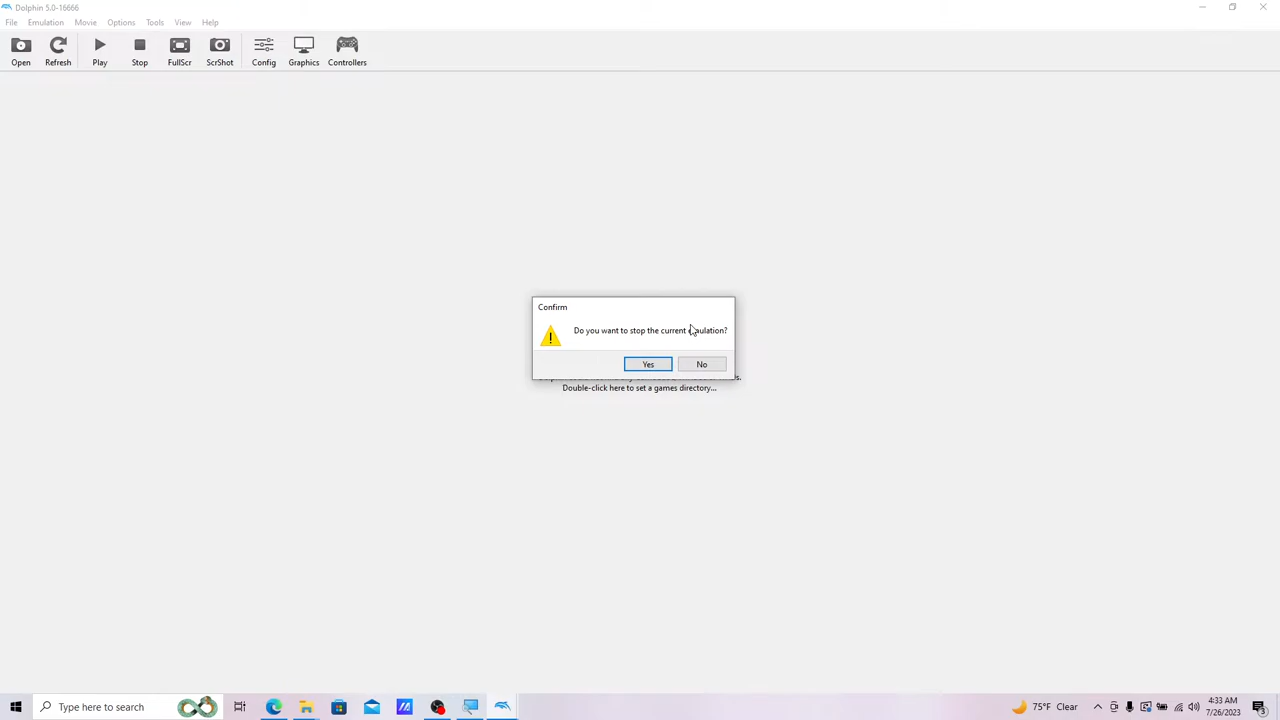 Dolphin 5.0-16666
File Emulation Movie Options Tools View Help
Open Refresh Play Stop FullScr ScrShot Config Graphics Controllers
Confirm
Do you want to stop the current
Yes No
Double-click here to set a games directory...
Type here to search
75°F Clear
4:33 AM
7/26/2023
3